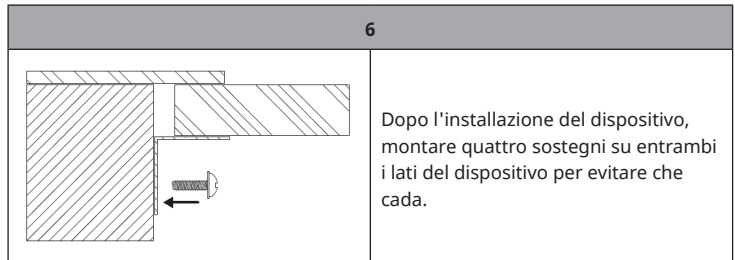 6
Dopo l'installazione del dispositivo,
montare quattro sostegni su entrambi
i lati del dispositivo per evitare che
cada.